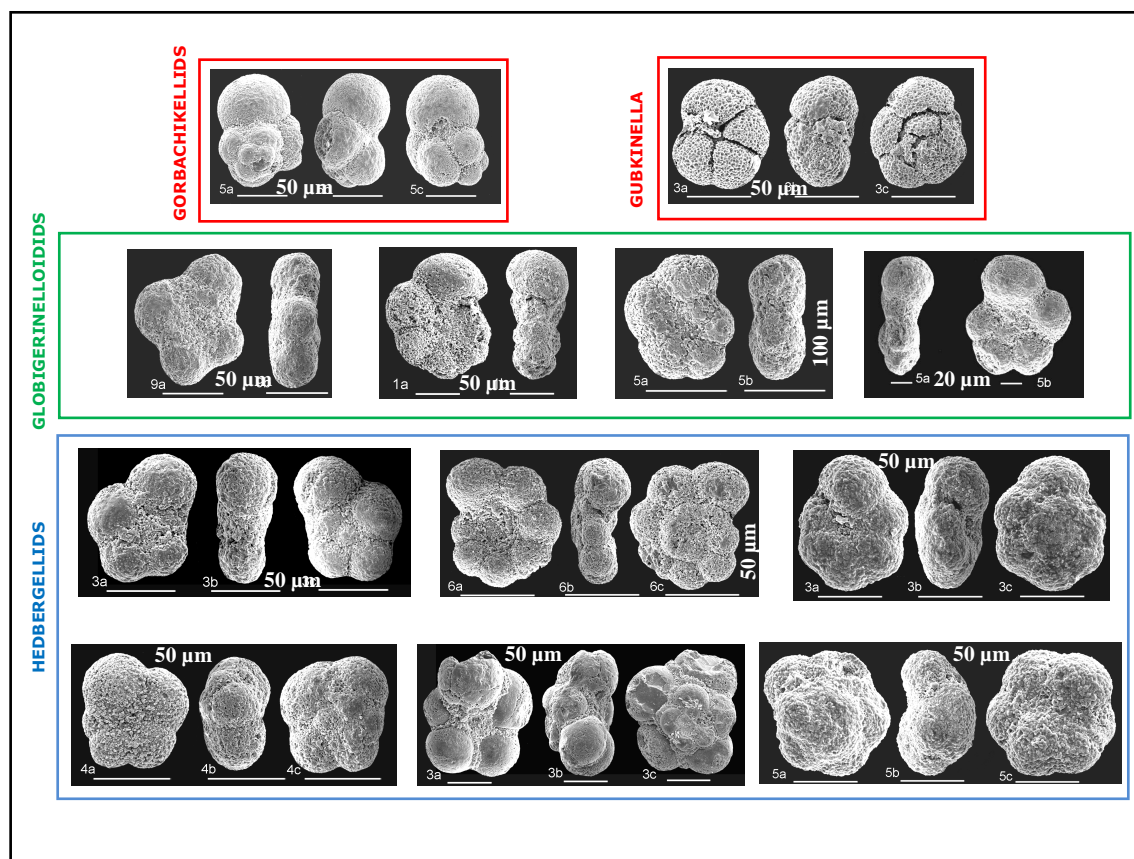 GORBACHIKELLIDS
5a 50 µm 5c
GUBKINELLA
3a 50 µm 3c
GLOBIGERINELLOIDIDS
9a 50 µm
1a 50 µm
5a 5b 100 µm
5a 20 µm 5b
HEDBERGELLIDS
3a 3b 50 µm
6a 6b 6c 50 µm
50 µm
3a 3b 3c
50 µm
4a 4b 4c
50 µm
3a 3b 3c
50 µm
5a 5b 5c